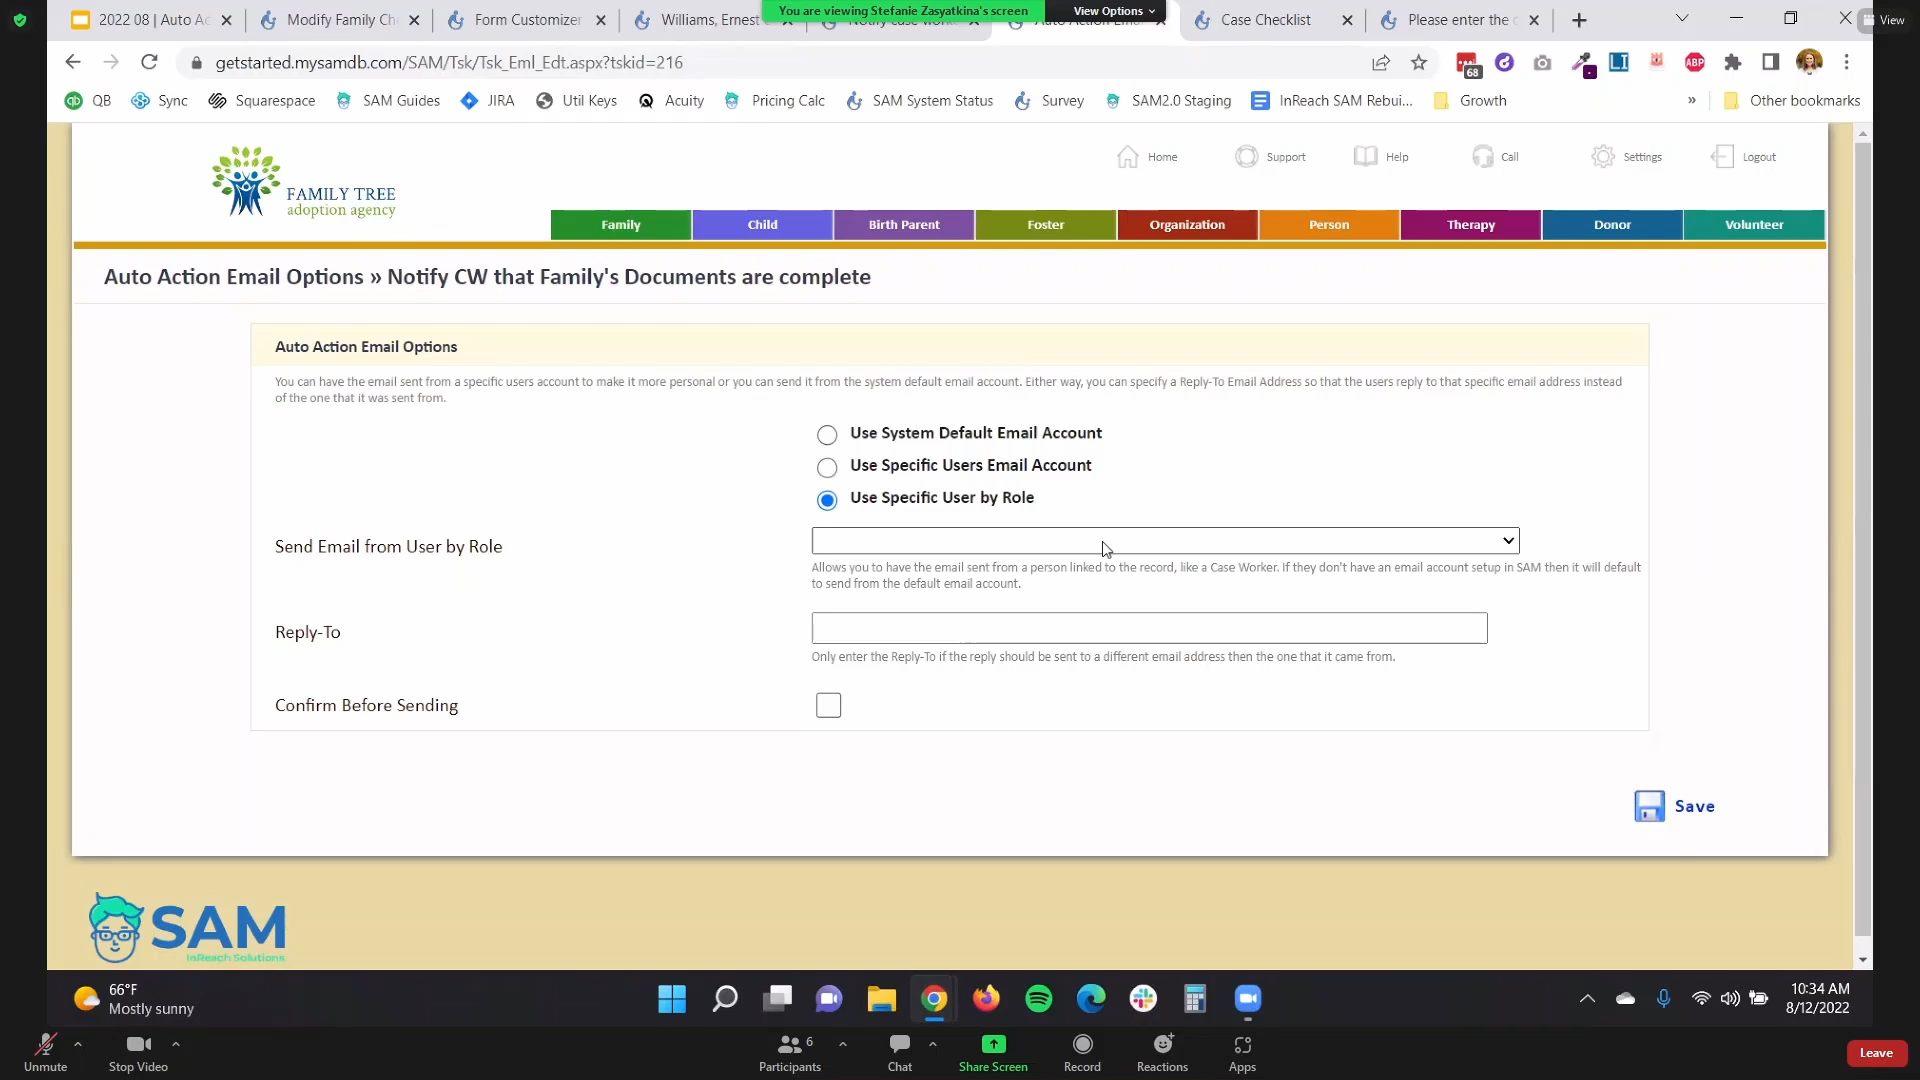 You are viewing Stefanie Zasyatkina's screen
View Options
View
2022 08 | Auto Ac
Modify Family Ch
Form Customizer
Williams, Ernest
Notify case work
Auto Action Em
Case Checklist
Please enter the c
getstarted.mysamdb.com/SAM/Tsk/Tsk_Eml_Edt.aspx?tskid=216
68
LI
ABP
QB
Sync
Squarespace
SAM Guides
JIRA
Util Keys
Acuity
Pricing Calc
SAM System Status
Survey
SAM2.0 Staging
InReach SAM Rebui...
Growth
»
Other bookmarks
FAMILY TREE
adoption agency
Home
Support
Help
Call
Settings
Logout
Family
Child
Birth Parent
Foster
Organization
Person
Therapy
Donor
Volunteer
Auto Action Email Options » Notify CW that Family's Documents are complete
Auto Action Email Options
You can have the email sent from a specific users account to make it more personal or you can send it from the system default email account. Either way, you can specify a Reply-To Email Address so that the users reply to that specific email address instead
of the one that it was sent from.
Use System Default Email Account
Use Specific Users Email Account
Use Specific User by Role
Send Email from User by Role
Allows you to have the email sent from a person linked to the record, like a Case Worker. If they don't have an email account setup in SAM then it will default
to send from the default email account.
Reply-To
Only enter the Reply-To if the reply should be sent to a different email address then the one that it came from.
Confirm Before Sending
Save
SAM
InReach Solutions
66°F
Mostly sunny
10:34 AM
8/12/2022
Unmute
Stop Video
6
Participants
Chat
Share Screen
Record
Reactions
Apps
Leave